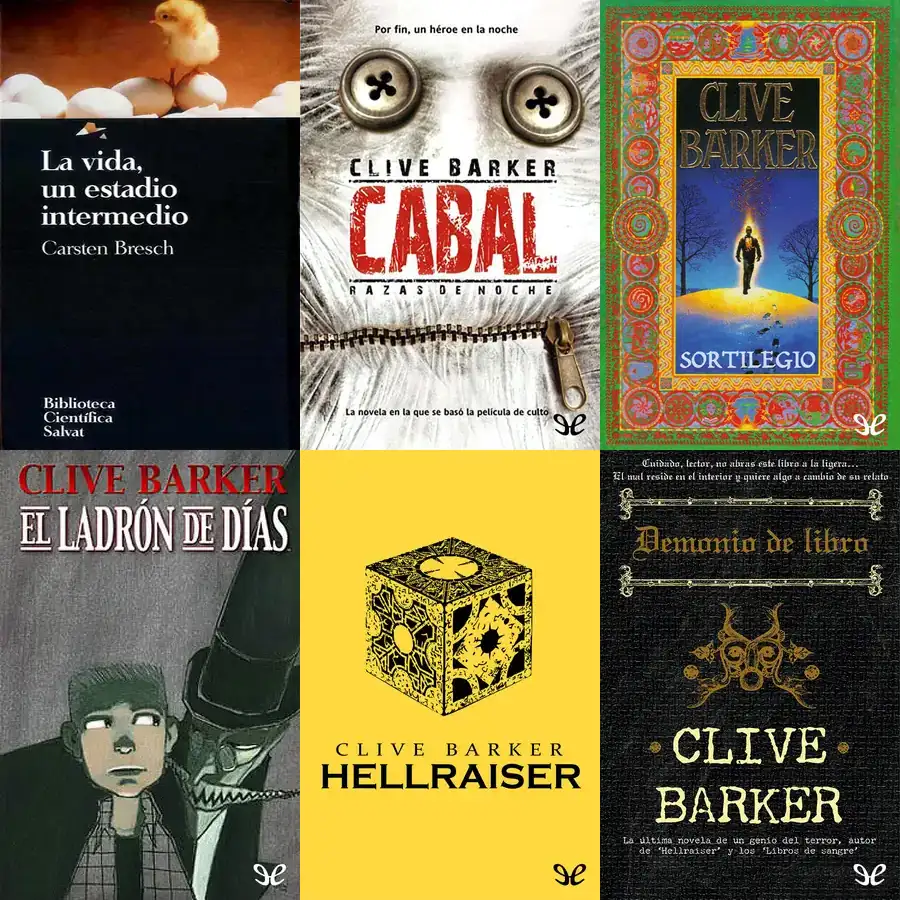 La vida,
un estadio
intermedio
Carsten Bresch
Biblioteca
Científica
Salvat
Por fin, un héroe en la noche
CLIVE BARKER
CABAL
RAZAS DE NOCHE
La novela en la que se basó la película de culto
CLIVE
BARKER
SORTILEGIO
CLIVE BARKER
EL LADRÓN DE DÍAS
CLIVE BARKER
HELLRAISER
Cuidado, lector, no abras este libro a la ligera...
El mal reside en el interior y quiere algo a cambio de su relato
Demonio de libro
CLIVE
BARKER
La última novela de un genio del terror, autor
de 'Hellraiser' y los 'Libros de sangre'